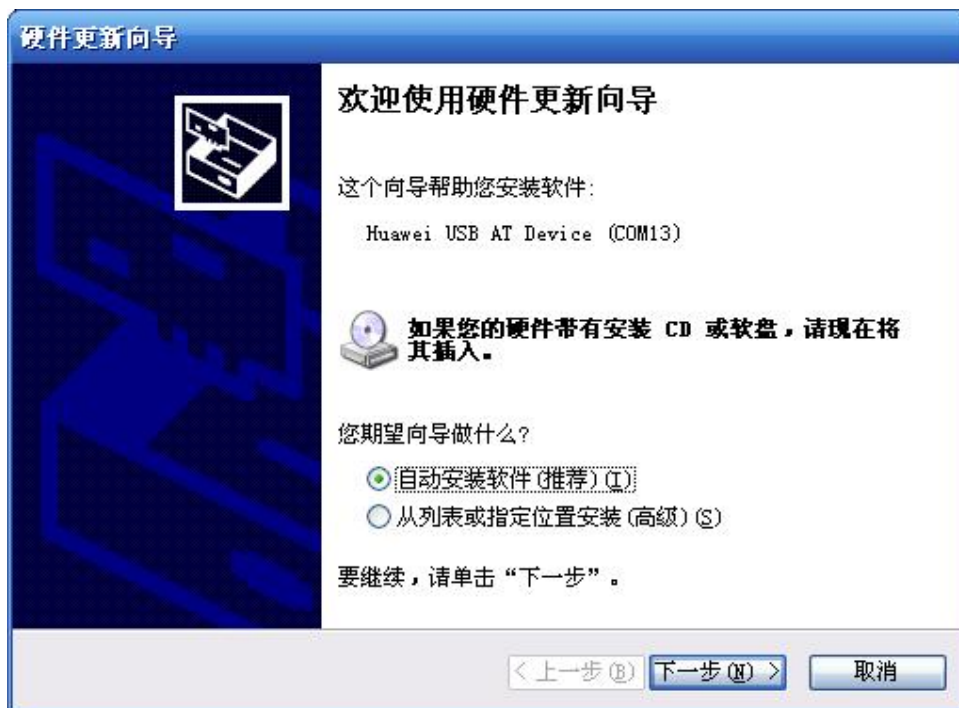 硬件更新向导
欢迎使用硬件更新向导
这个向导帮助您安装软件:
Huawei USB AT Device (COM13)
如果您的硬件带有安装 CD 或软盘，请现在将
其插入。
您期望向导做什么?
自动安装软件(推荐)(I)
从列表或指定位置安装(高级)(S)
要继续，请单击“下一步”。
< 上一步(B) 下一步(N) > 取消